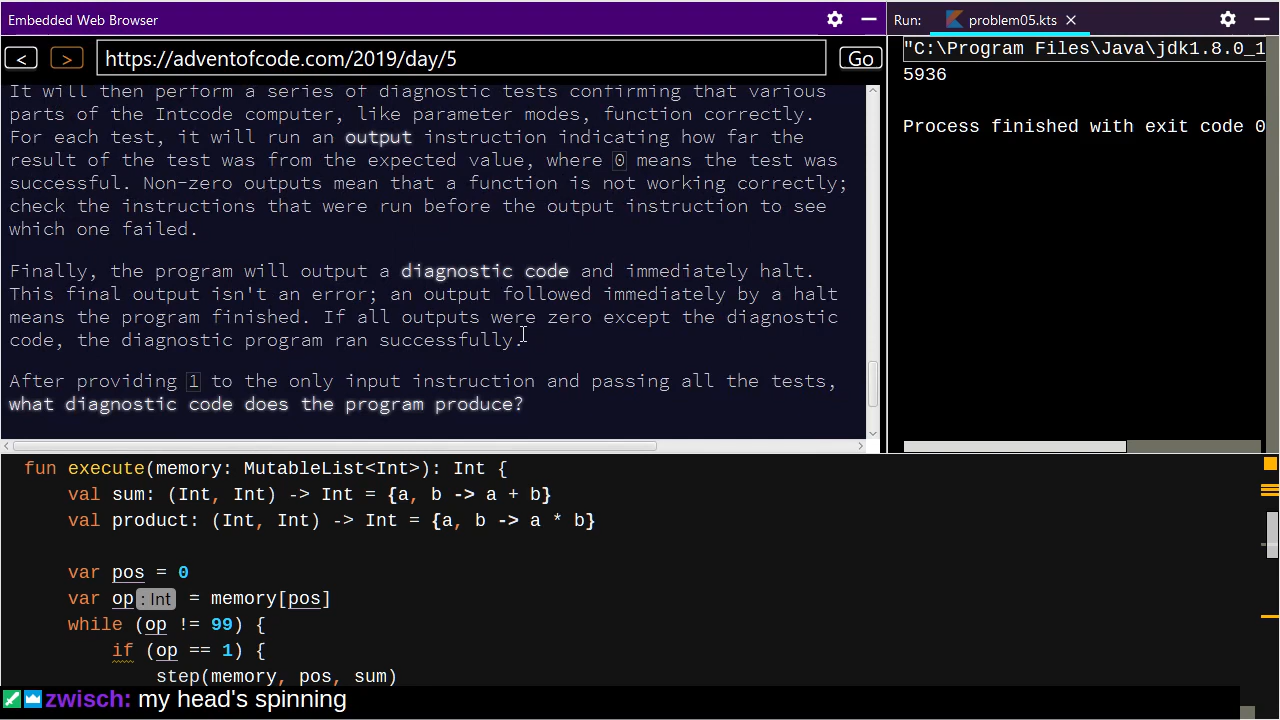 Embedded Web Browser
Run: problem05.kts
< > https://adventofcode.com/2019/day/5 Go
"C:\Program Files\Java\jdk1.8.0_1
5936
Process finished with exit code 0
It will then perform a series of diagnostic tests confirming that various
parts of the Intcode computer, like parameter modes, function correctly.
For each test, it will run an output instruction indicating how far the
result of the test was from the expected value, where 0 means the test was
successful. Non-zero outputs mean that a function is not working correctly;
check the instructions that were run before the output instruction to see
which one failed.
Finally, the program will output a diagnostic code and immediately halt.
This final output isn't an error; an output followed immediately by a halt
means the program finished. If all outputs were zero except the diagnostic
code, the diagnostic program ran successfully.
After providing 1 to the only input instruction and passing all the tests,
what diagnostic code does the program produce?
fun execute(memory: MutableList<Int>): Int {
val sum: (Int, Int) -> Int = {a, b -> a + b}
val product: (Int, Int) -> Int = {a, b -> a * b}
var pos = 0
var op : Int = memory[pos]
while (op != 99) {
if (op == 1) {
step(memory, pos, sum)
zwisch: my head's spinning